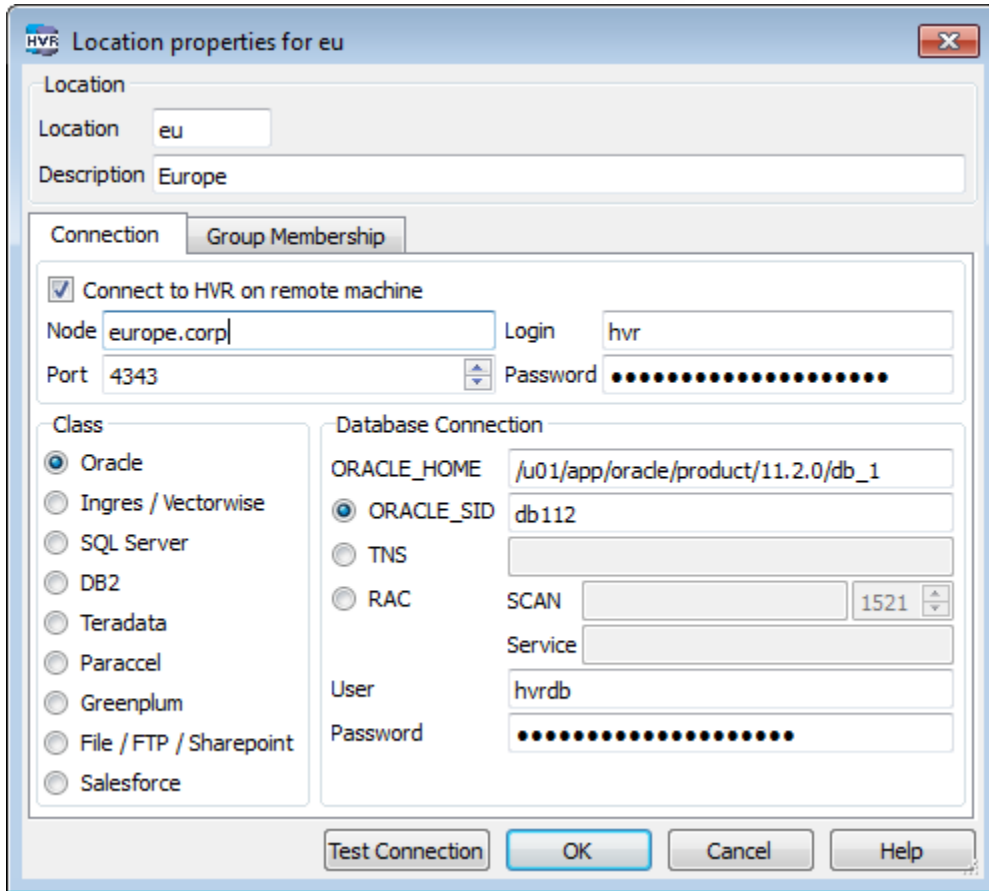 HVR Location properties for eu
Location
Location eu
Description Europe
Connection Group Membership
Connect to HVR on remote machine
Node europe.corp Login hvr
Port 4343 Password ●●●●●●●●●●●●●●●●●●●●
Class Database Connection
Oracle ORACLE_HOME /u01/app/oracle/product/11.2.0/db_1
Ingres / Vectorwise ORACLE_SID db112
SQL Server TNS
DB2 RAC SCAN 1521
Teradata Service
Paraccel
Greenplum User hvrdb
File / FTP / Sharepoint Password ●●●●●●●●●●●●●●●●●●●●
Salesforce
Test Connection OK Cancel Help